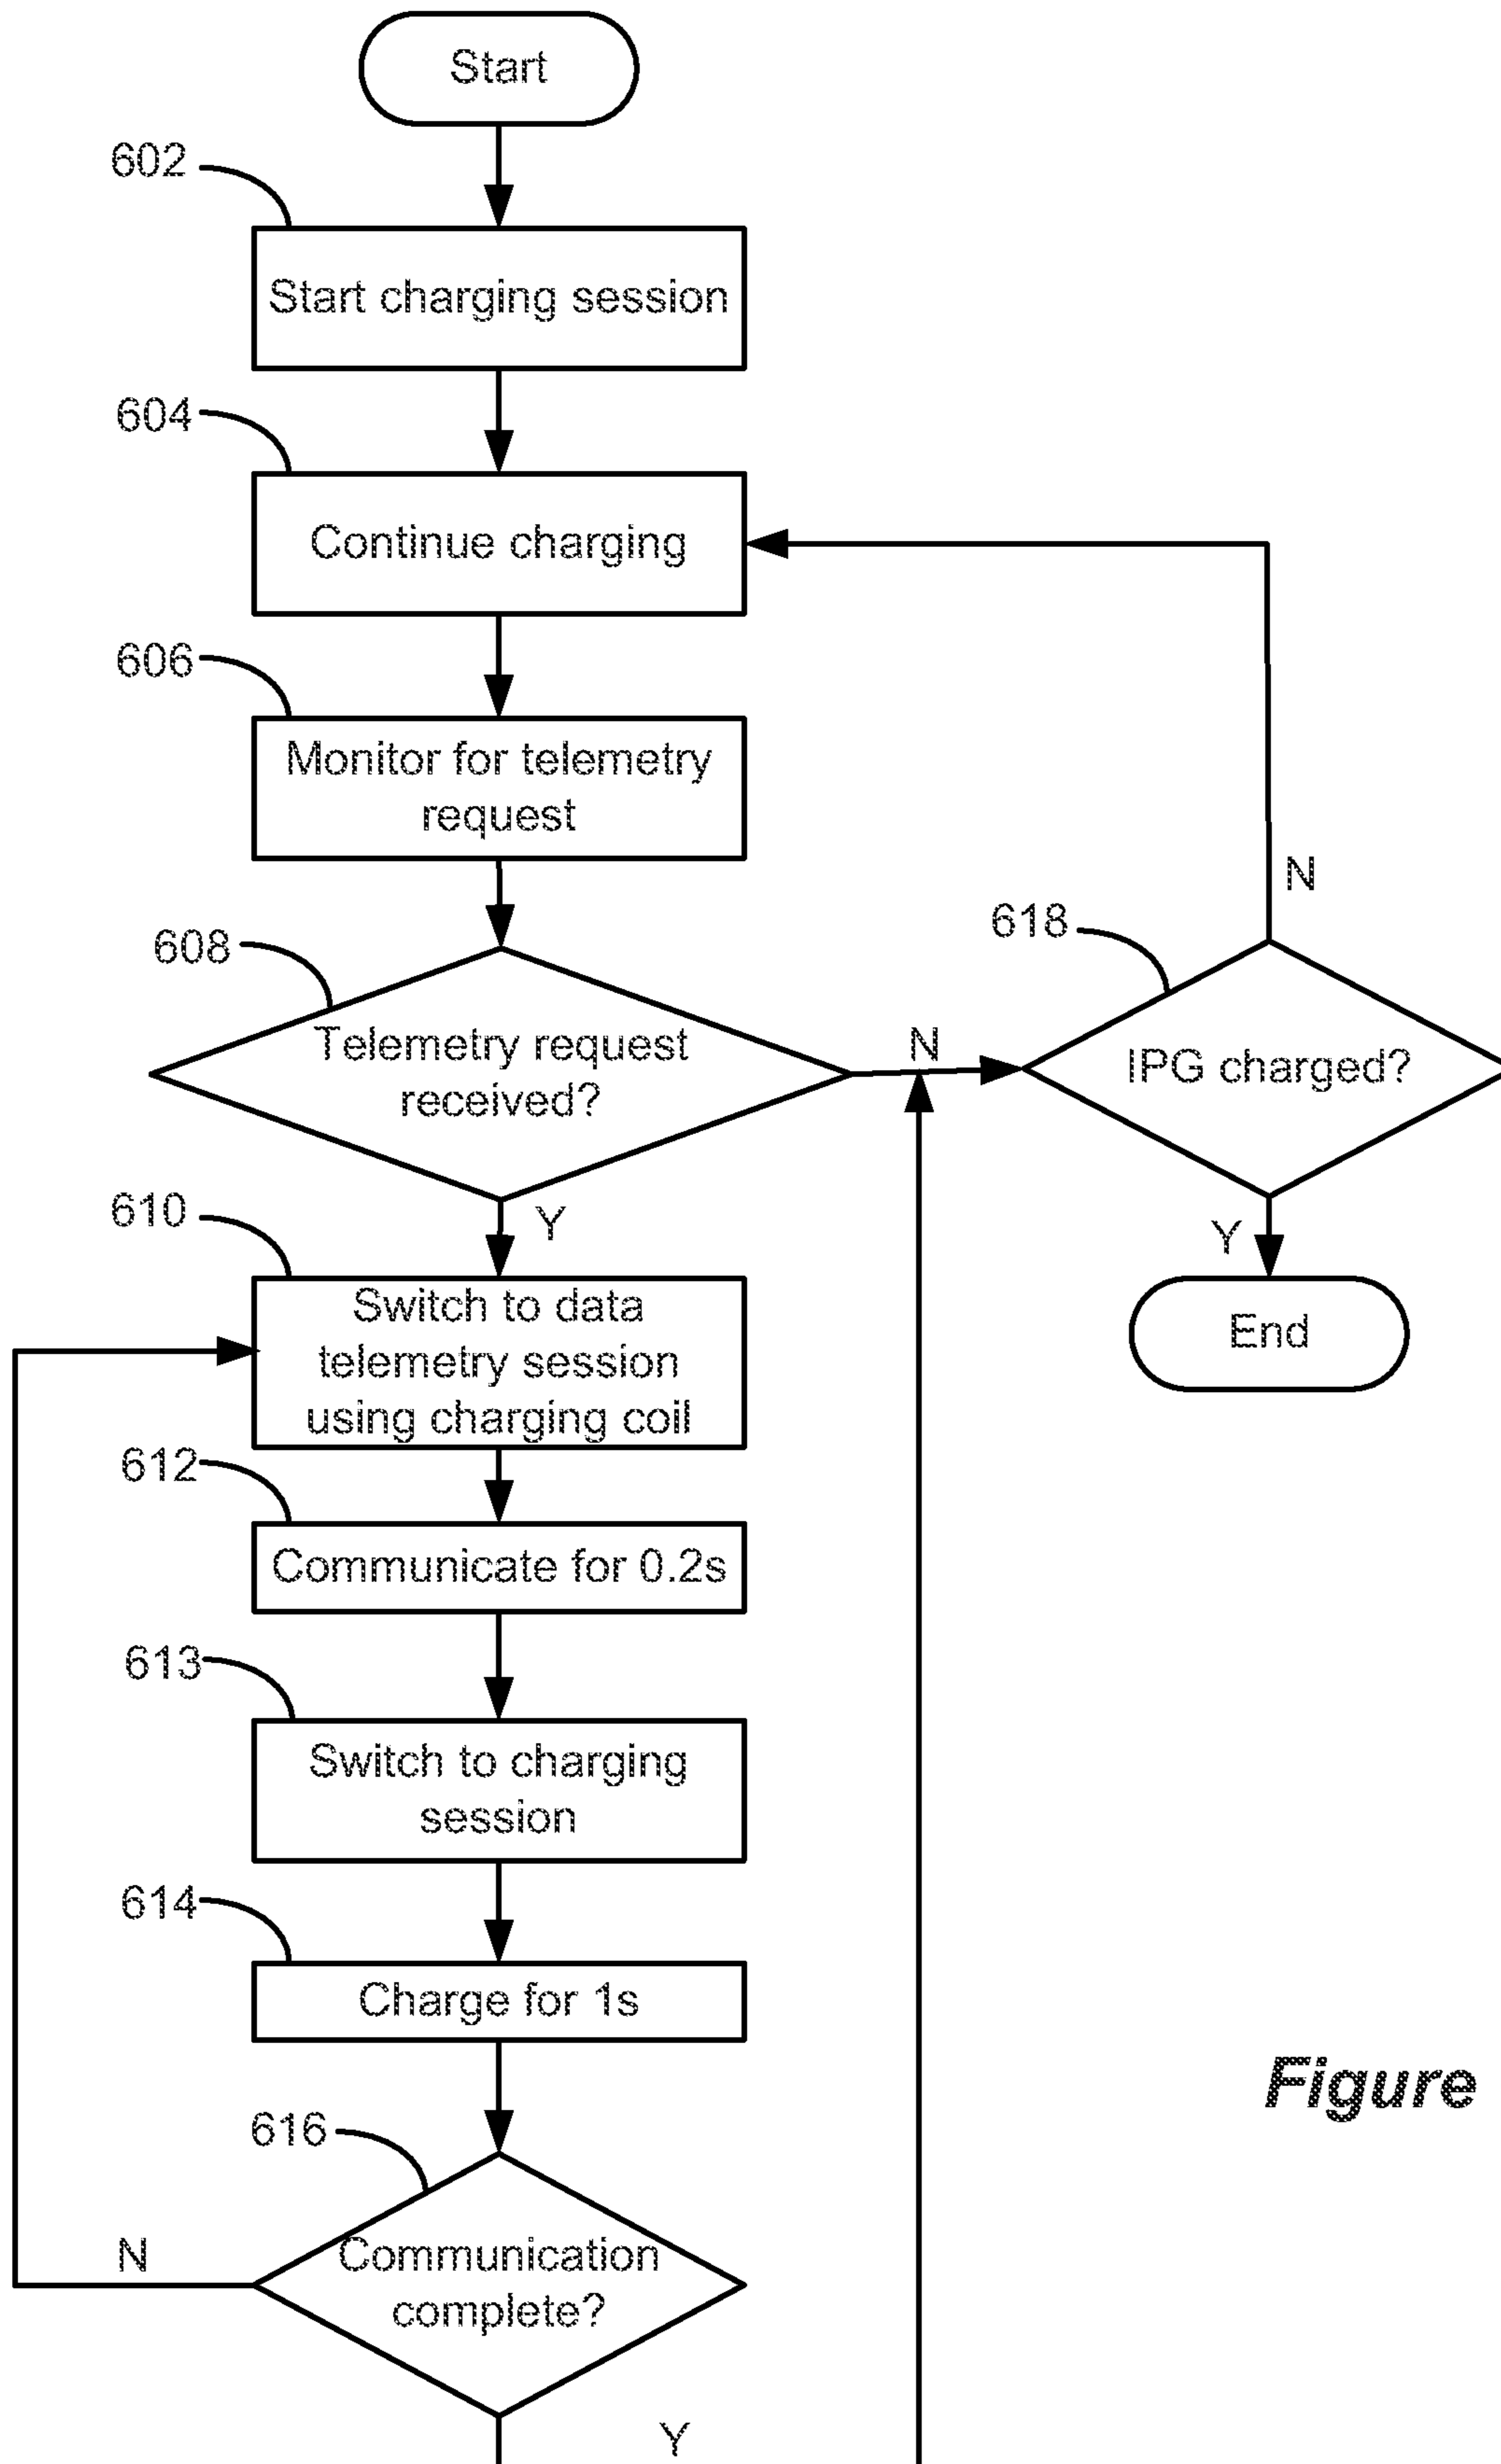 Start
602
Start charging session
604
Continue charging
606
Monitor for telemetry
request
608
Telemetry request
received?
N
618
IPG charged?
N
Y
End
Y
610
Switch to data
telemetry session
using charging coil
612
Communicate for 0.2s
613
Switch to charging
session
614
Charge for 1s
616
Communication
complete?
N
Y
Figure